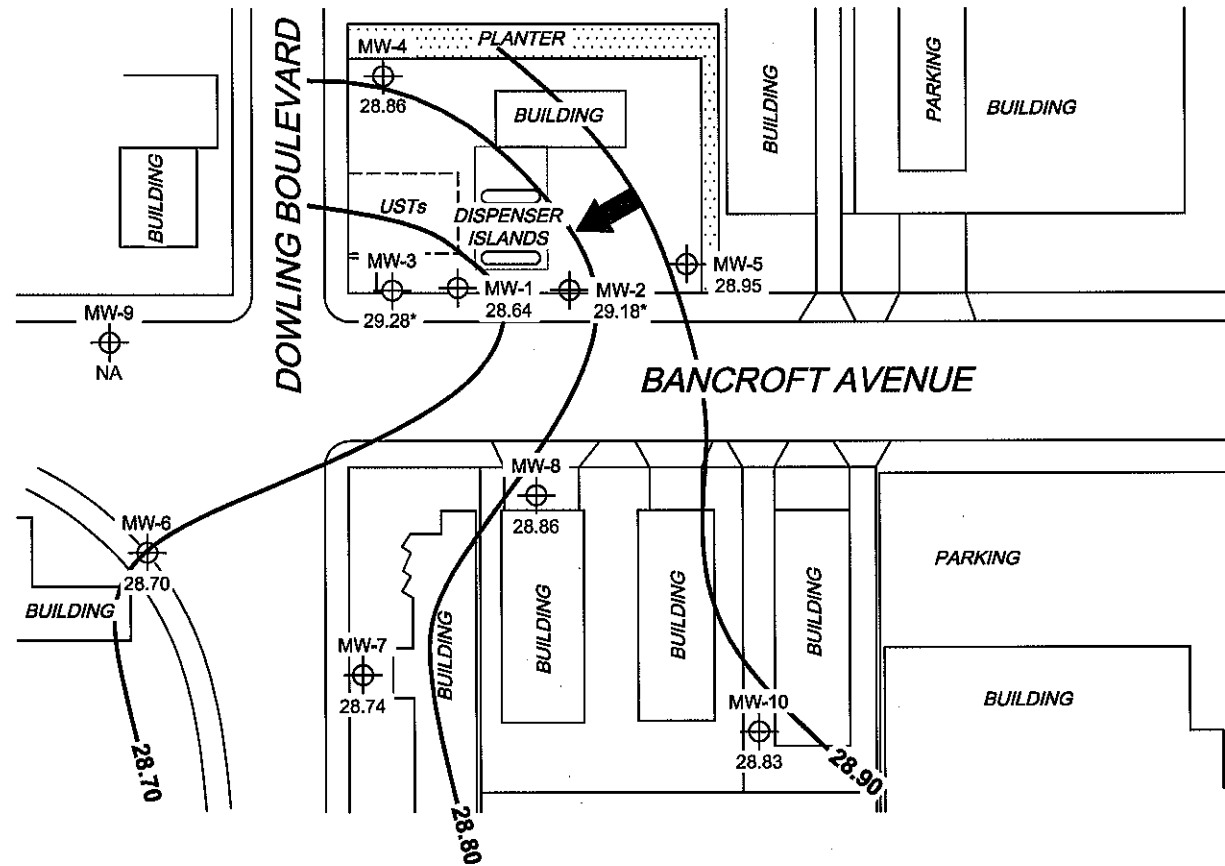 DOWLING BOULEVARD
PLANTER
MW-4
28.86
BUILDING
BUILDING
PARKING
BUILDING
BUILDING
USTs
DISPENSER
ISLANDS
MW-3
29.28*
MW-1
28.64
MW-2
29.18*
MW-5
28.95
MW-9
NA
BANCROFT AVENUE
MW-8
28.86
MW-6
28.70
BUILDING
PARKING
MW-7
28.74
BUILDING
BUILDING
BUILDING
BUILDING
BUILDING
MW-10
28.83
28.70
28.80
28.90